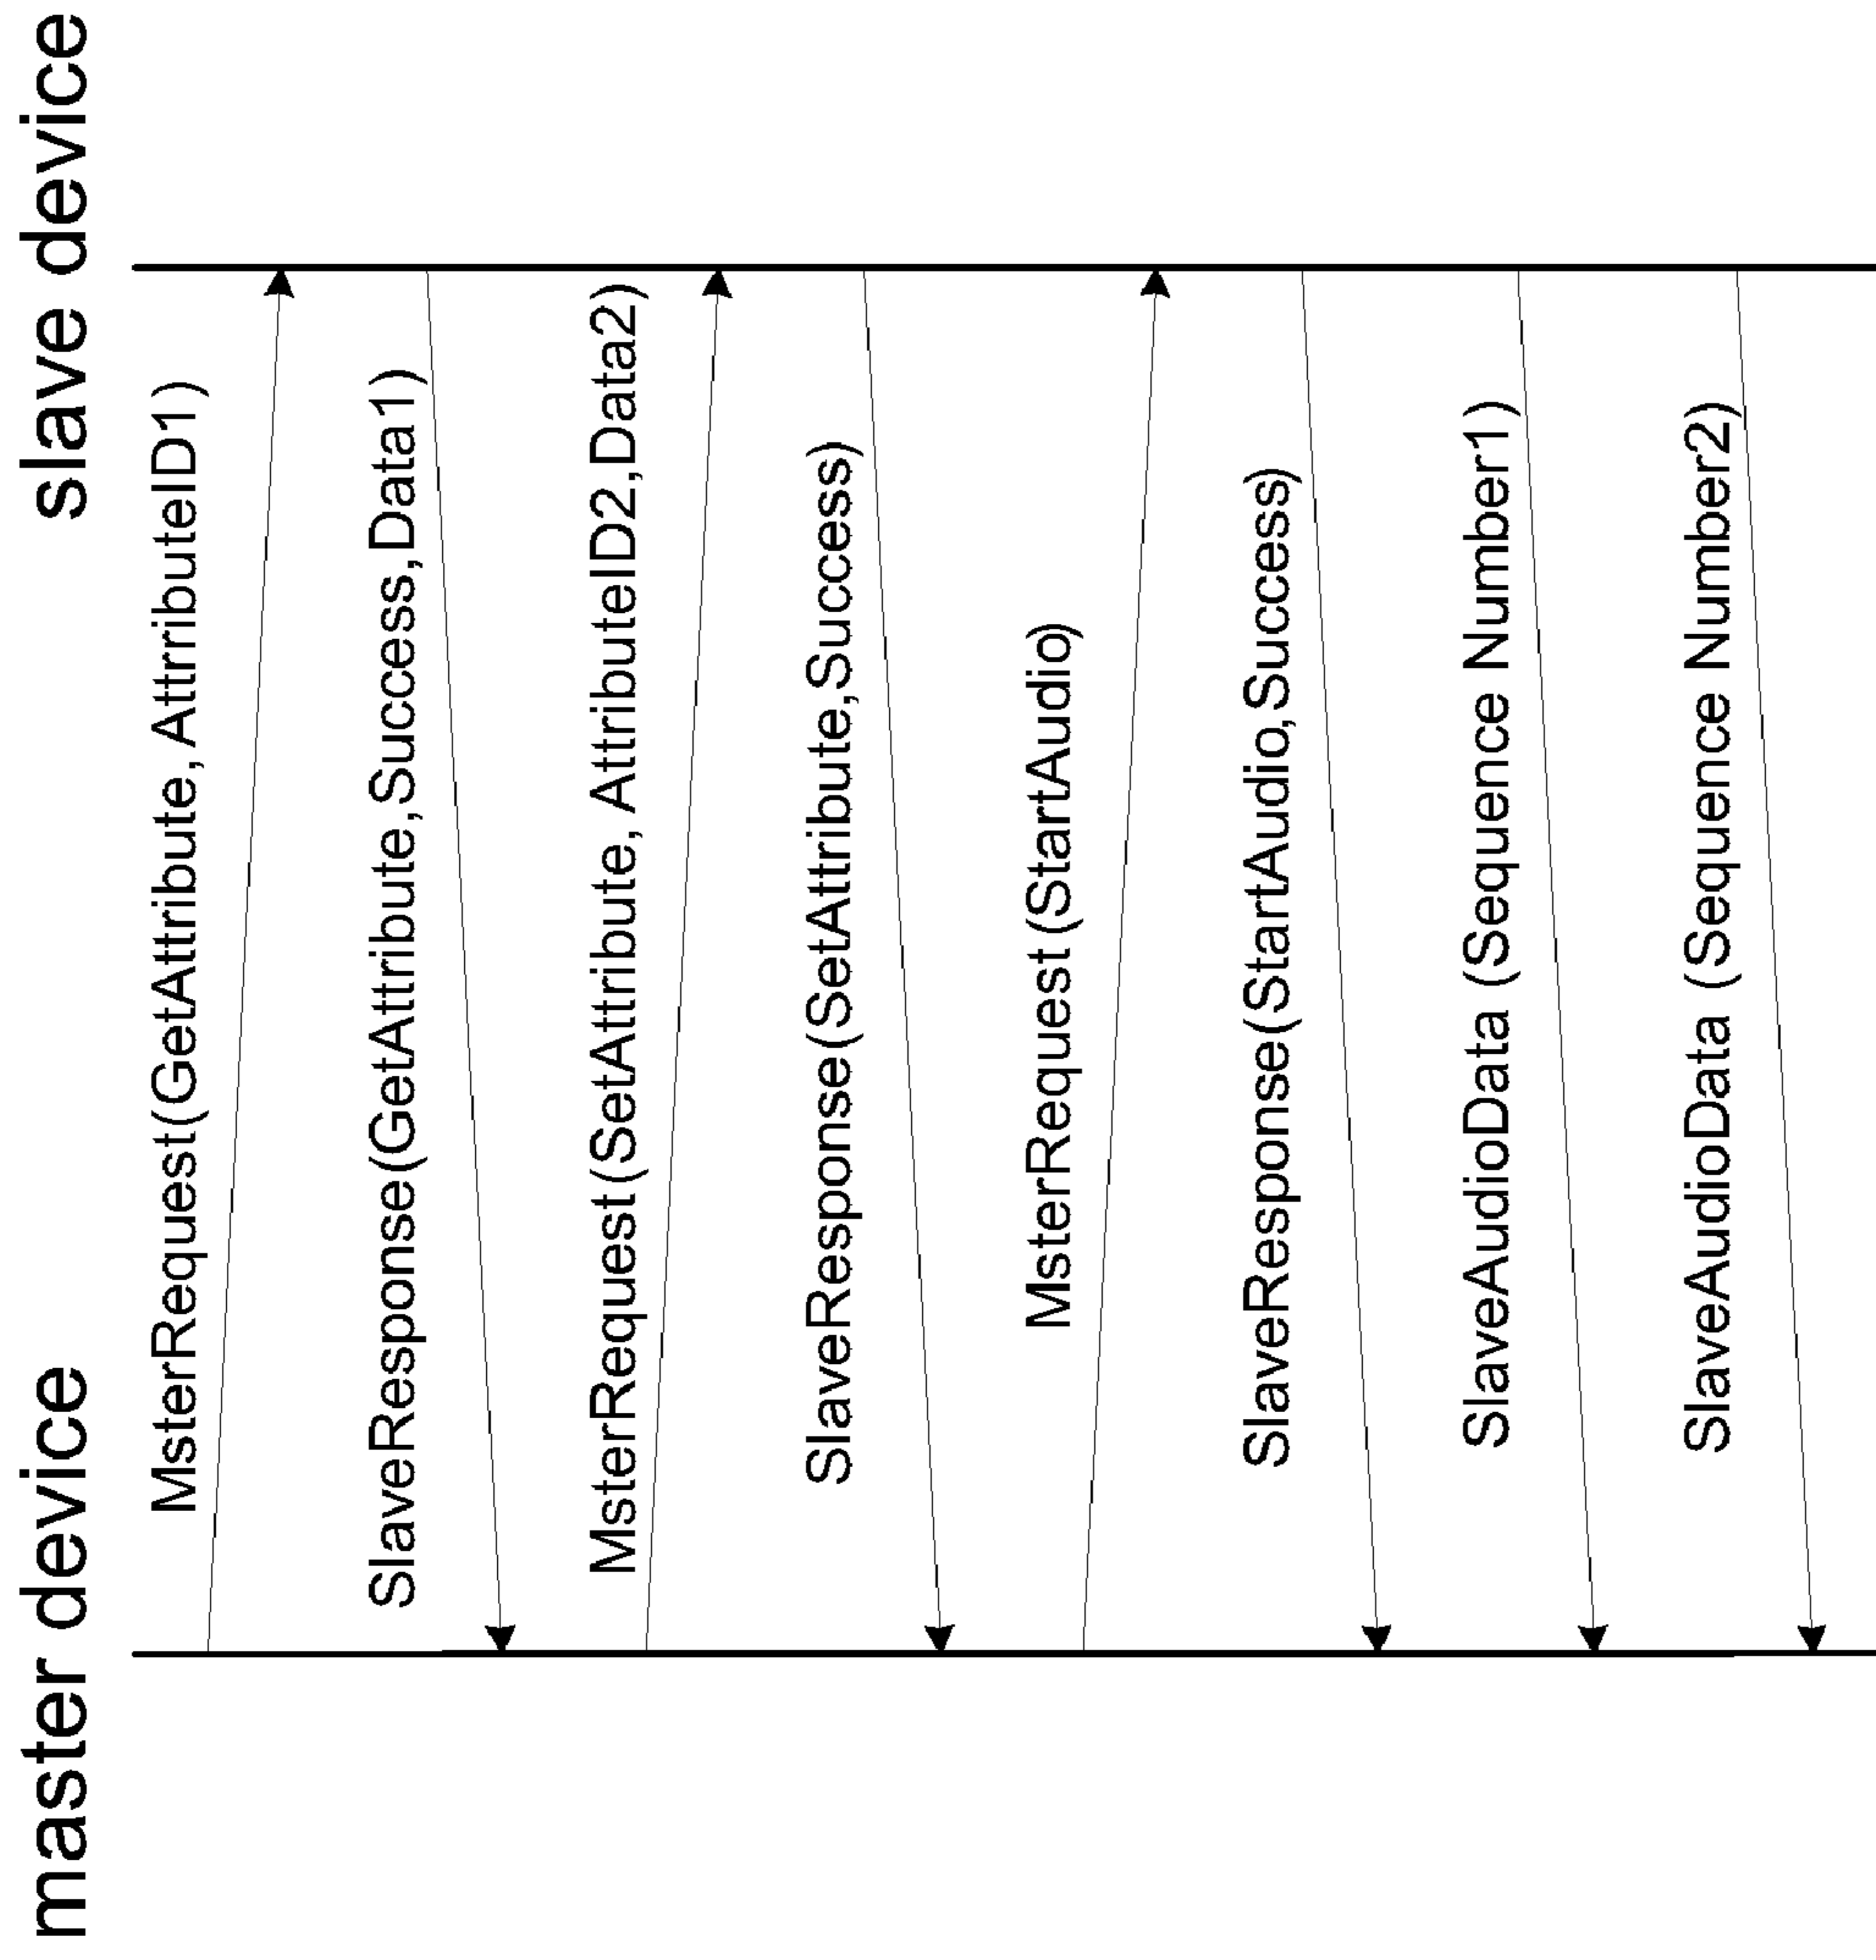 master device
slave device
MsterRequest(GetAttribute, AttributeID1)
SlaveResponse(GetAttribute,Success,Data1)
MsterRequest(SetAttribute, AttributeID2,Data2)
SlaveResponse(SetAttribute,Success)
MsterRequest (StartAudio)
SlaveResponse(StartAudio,Success)
SlaveAudioData (Sequence Number1)
SlaveAudioData (Sequence Number2)